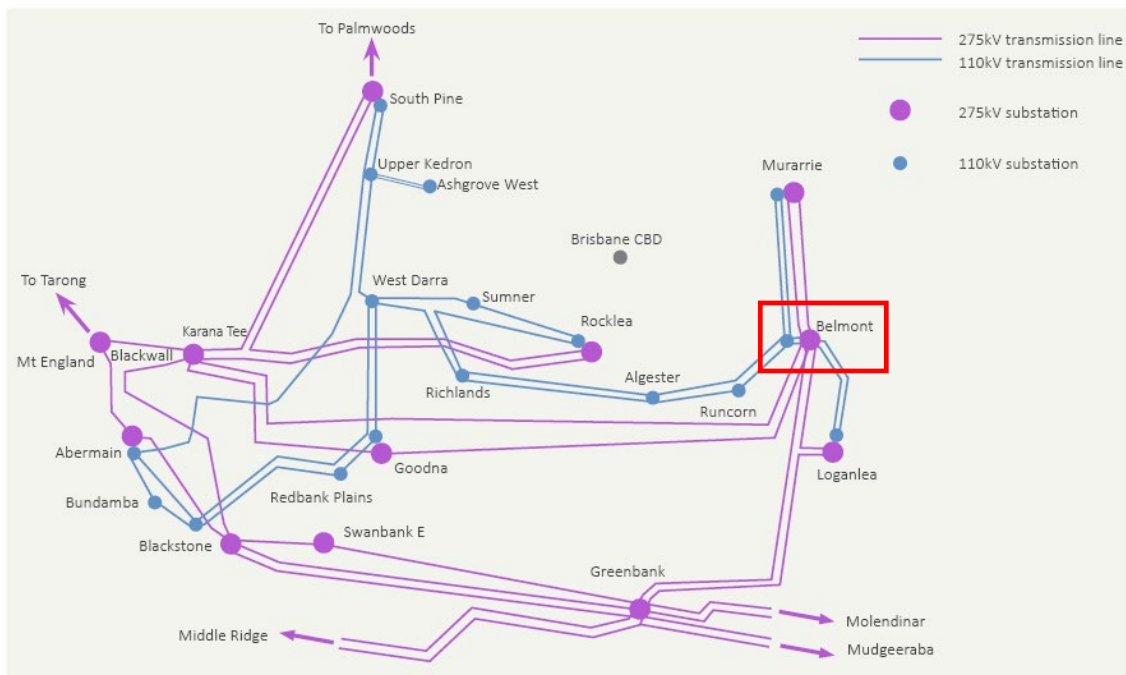 To Palmwoods
275kV transmission line
110kV transmission line
South Pine
275kV substation
Upper Kedron
110kV substation
Murarrie
Ashgrove West
Brisbane CBD
To Tarong
West Darra
Sumner
Rocklea
Belmont
Karana Tee
Mt England
Blackwall
Richlands
Algester
Runcorn
Abermain
Goodna
Loganlea
Redbank Plains
Bundamba
Swanbank E
Blackstone
Greenbank
Molendinar
Middle Ridge
Mudgeeraba